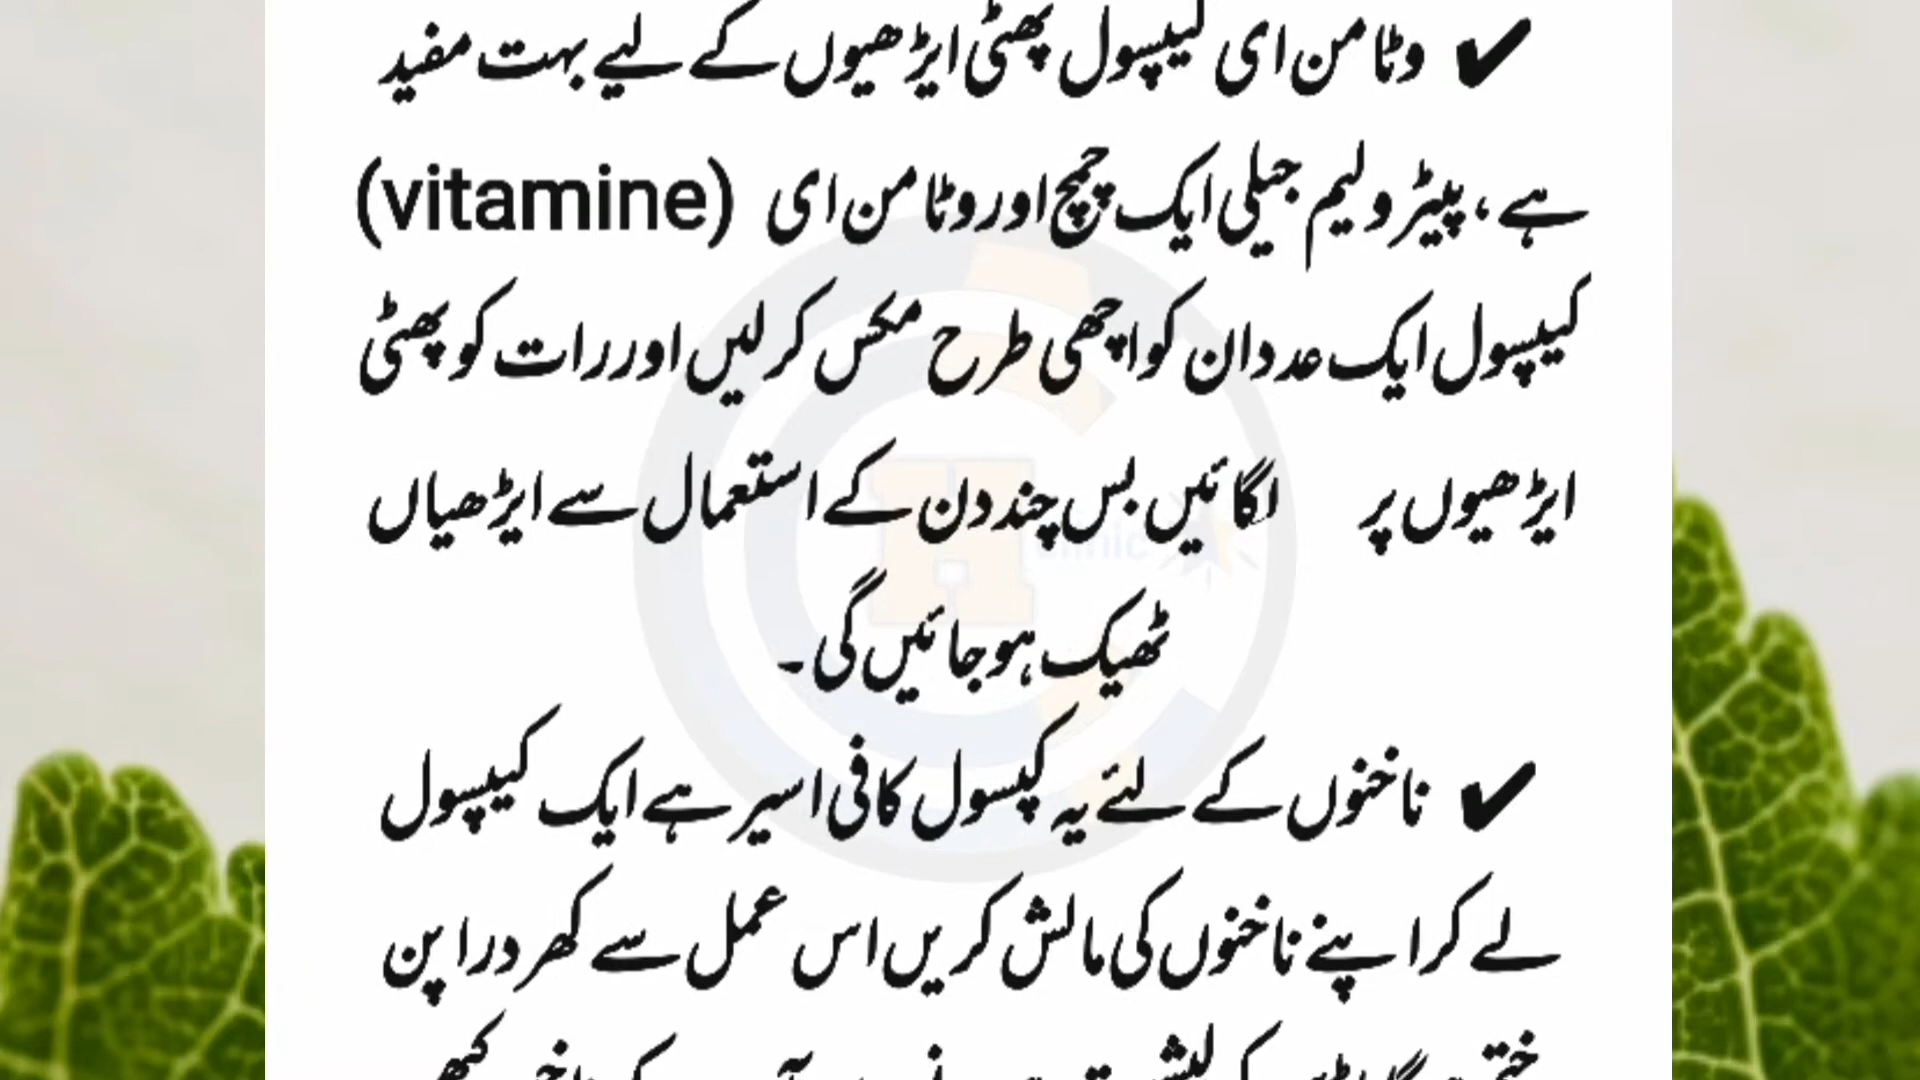 ✔ وٹامن ای کیپسول پھٹی ایڑھیوں کے لیے بہت مفید
ہے، پیٹرولیم جیلی ایک چمچ اور وٹامن ای (vitamine)
کیپسول ایک عدد ان کو اچھی طرح مکس کر لیں اور رات کو پھٹی
ایڑھیوں پر لگائیں بس چند دن کے استعمال سے ایڑھیاں
ٹھیک ہو جائیں گی۔
✔ ناخنوں کے لئے یہ کپسول کافی اسیر ہے ایک کیپسول
لے کر اپنے ناخنوں کی مالش کریں اس عمل سے کھر درا پن